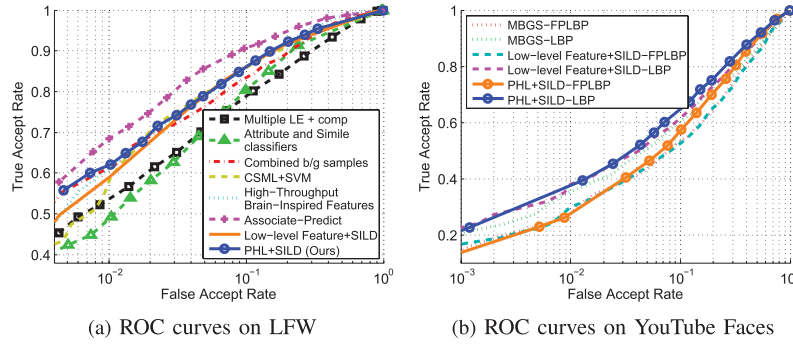 1
0.9
0.8
0.7
0.6
0.5
0.4
True Accept Rate
10⁻²
10⁻¹
10⁰
False Accept Rate
Multiple LE + comp
Attribute and Simile
classifiers
Combined b/g samples
CSML+SVM
High−Throughput
Brain−Inspired Features
Associate−Predict
Low−level Feature+SILD
PHL+SILD (Ours)
(a) ROC curves on LFW
1
0.8
0.6
0.4
0.2
True Accept Rate
10⁻³
10⁻²
10⁻¹
10⁰
False Accept Rate
MBGS−FPLBP
MBGS−LBP
Low−level Feature+SILD−FPLBP
Low−level Feature+SILD−LBP
PHL+SILD−FPLBP
PHL+SILD−LBP
(b) ROC curves on YouTube Faces